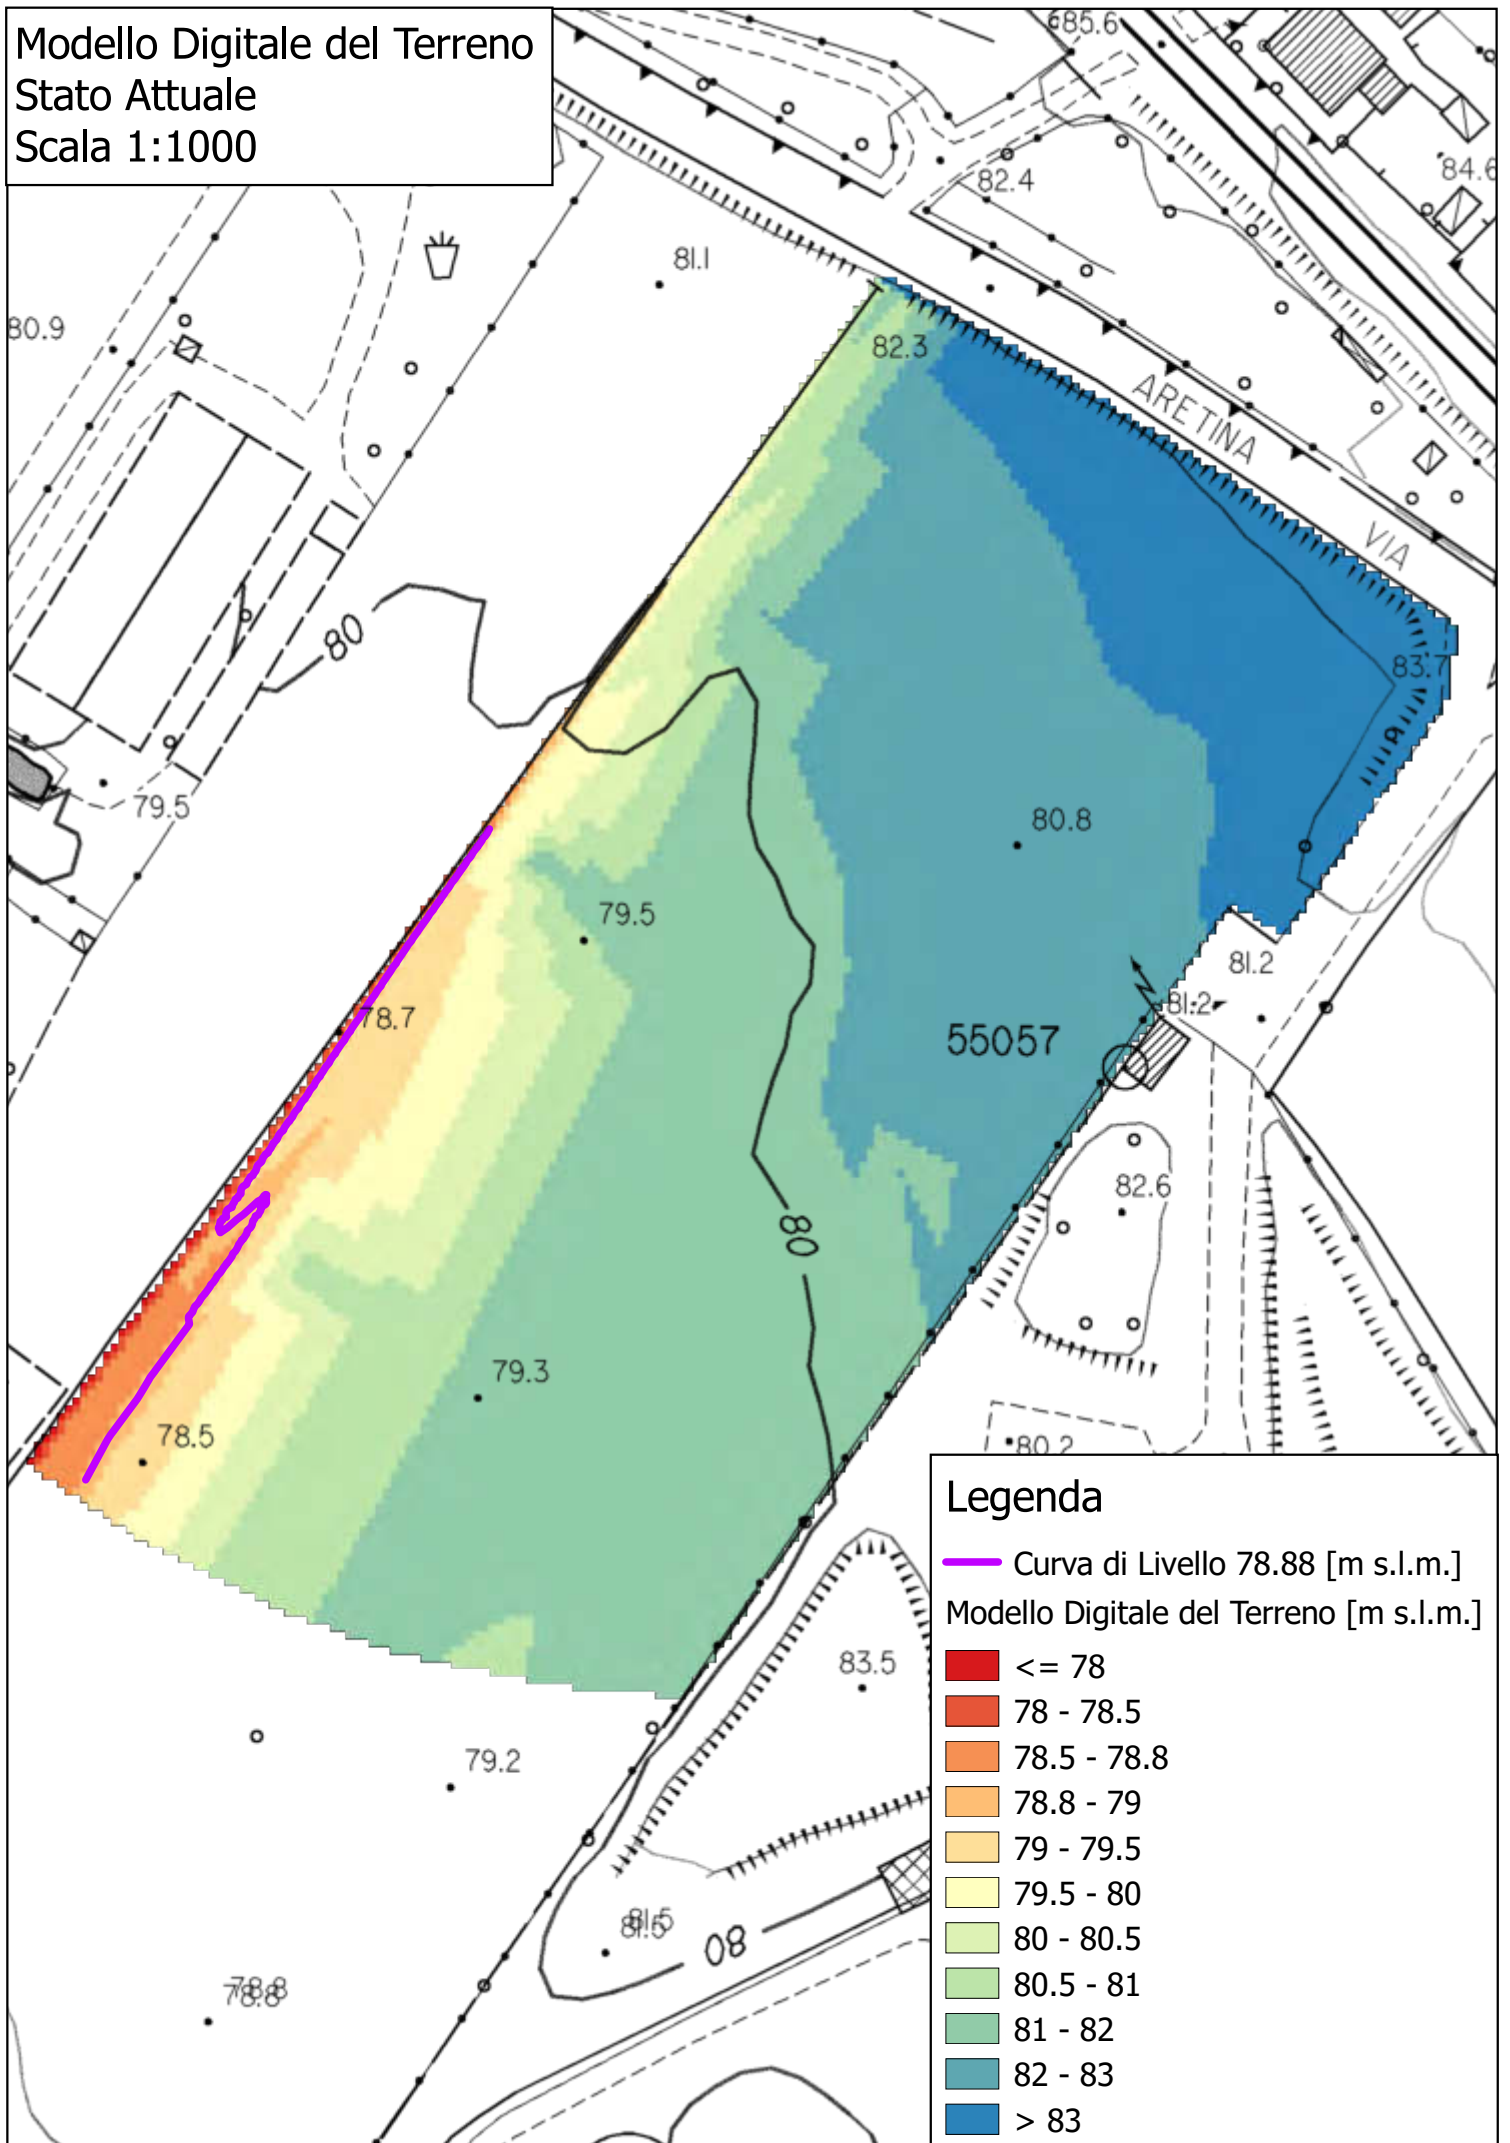 Modello Digitale del Terreno
Stato Attuale
Scala 1:1000
685.6
84.6
82.4
81.1
80.9
82.3
ARETINA
VIA
80
83.7
79.5
80.8
79.5
81.2
81.2
78.7
55057
82.6
80
79.3
78.5
80.2
83.5
79.2
81.5
80
78.8
Legenda
Curva di Livello 78.88 [m s.l.m.]
Modello Digitale del Terreno [m s.l.m.]
<= 78
78 - 78.5
78.5 - 78.8
78.8 - 79
79 - 79.5
79.5 - 80
80 - 80.5
80.5 - 81
81 - 82
82 - 83
> 83